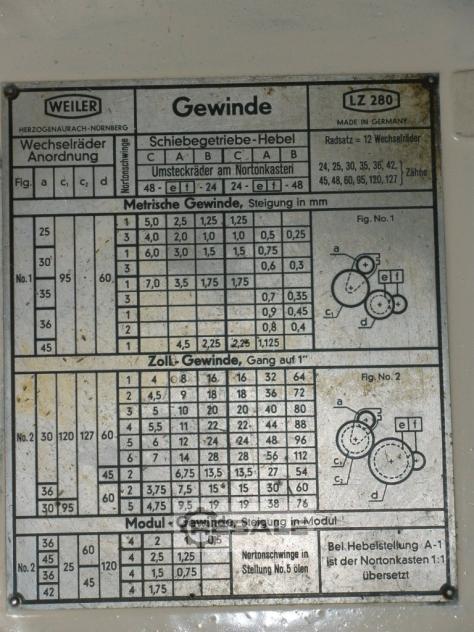 WEILER
HERZOGENAURACH-NÜRNBERG
Gewinde
LZ 280
MADE IN GERMANY
Wechselräder Anordnung
Fig. a c₁ c₂ d
Nortonschwinge
Schiebegetriebe-Hebel
C A B C A B
Umsteckräder am Nortonkasten
48 - e f - 24 24 - e f - 48
Radsatz = 12 Wechselräder
24, 25, 30, 35, 36, 42,
45, 48, 60, 95, 120, 127
Zähne
Metrische Gewinde, Steigung in mm
No.1 25 30 35 36 45 95 60
1 5,0 2,5 1,25 1,25
3 4,0 2,0 1,0 1,0 0,5 0,25
1 6,0 3,0 1,5 1,5 0,75
3 0,6 0,3
1 7,0 3,5 1,75 1,75
3 0,7 0,35
1 0,9 0,45
2 0,8 0,4
1 4,5 2,25 2,25 1,125
Fig. No.1
a
e f
c₁
d
Zoll-Gewinde, Gang auf 1"
No.2 30 120 127 60
1 4 8 16 16 32 64
2 4,5 9 18 18 36 72
3 5 10 20 20 40 80
4 5,5 11 22 22 44 88
5 6 12 24 24 48 96
6 7 14 28 28 56 112
45 2 6,75 13,5 13,5 27 54
36 60 2 3,75 7,5 15 15 30 60
30 95 5 4,75 9,5 19 19 38 76
Fig. No.2
a
e f
c₁
c₂
d
Modul-Gewinde, Steigung in Modul
No.2 36 45 36 42 25 60 45 120
4 2 0,5
4 2,5 1,25
4 1,5 0,75
4 1,75
Nortonschwinge in
Stellung No.5 ölen
Bei Hebelstellung A-1
ist der Nortonkasten 1:1
übersetzt